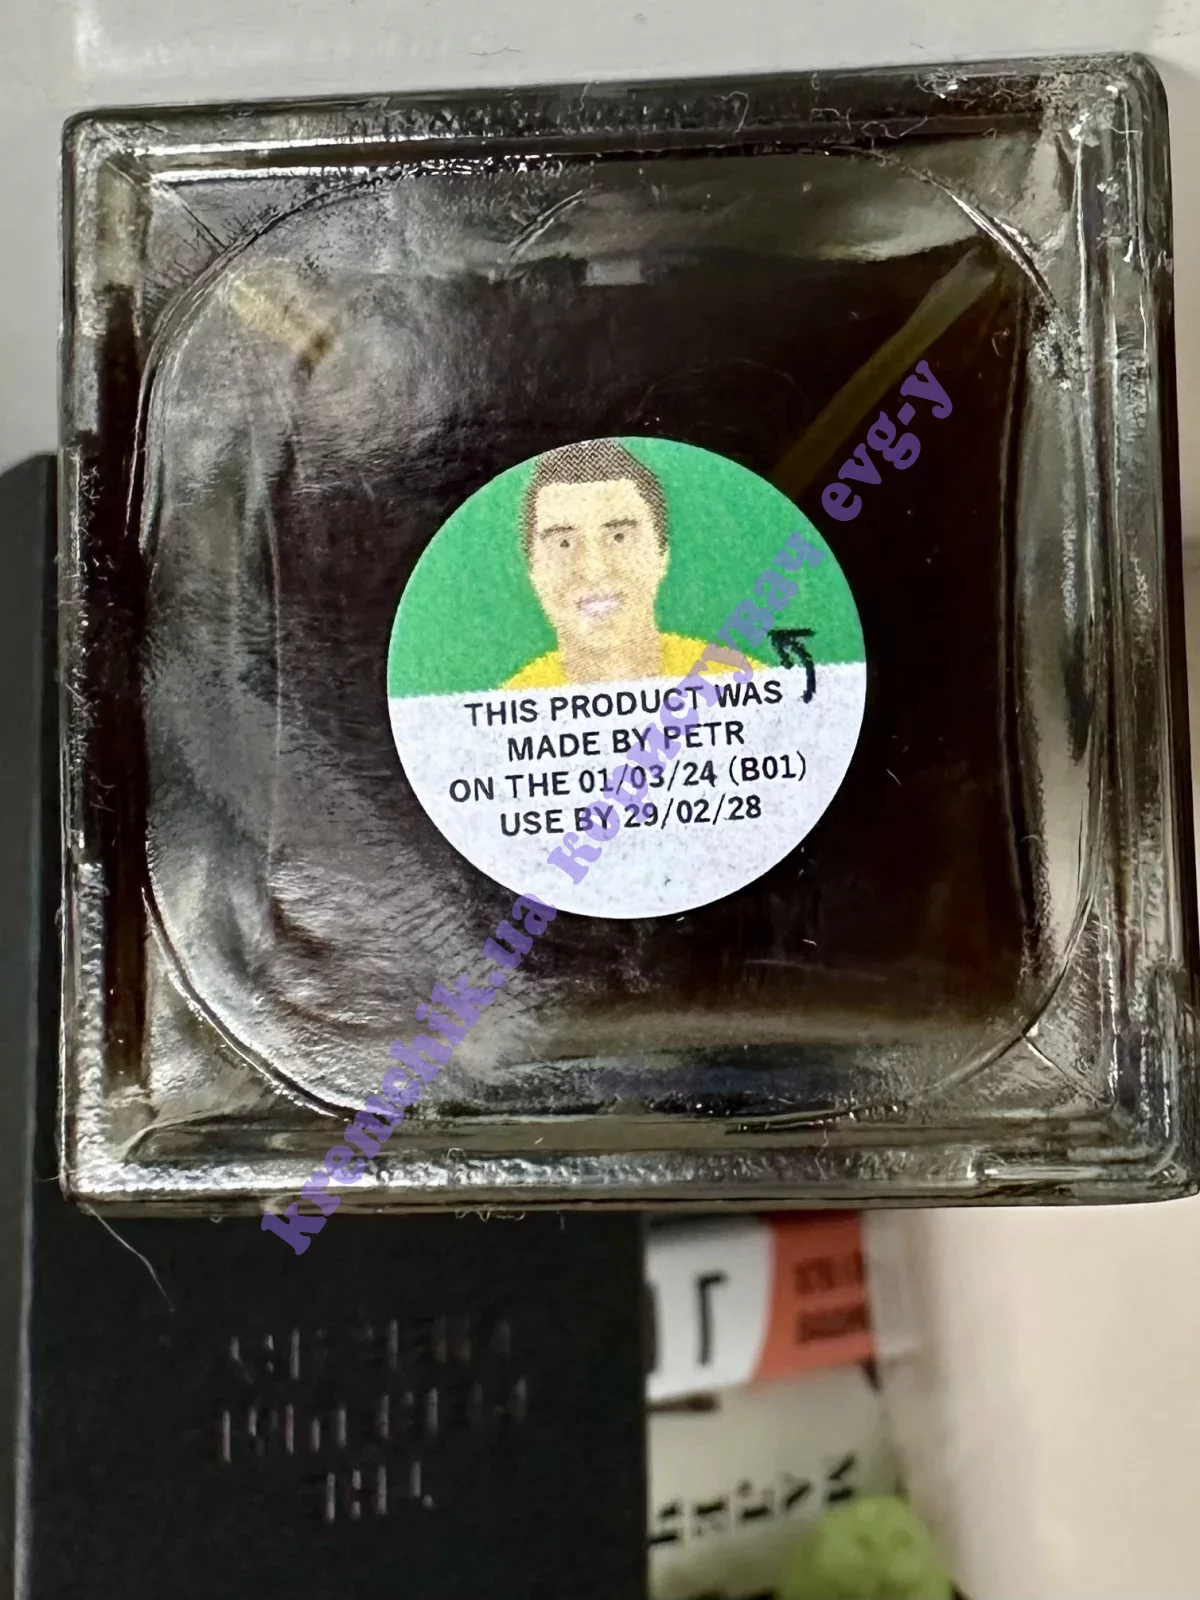 THIS PRODUCT WAS
MADE BY PETR
ON THE 01/03/24 (B01)
USE BY 29/02/28
kremchik.ua користувач evg-y